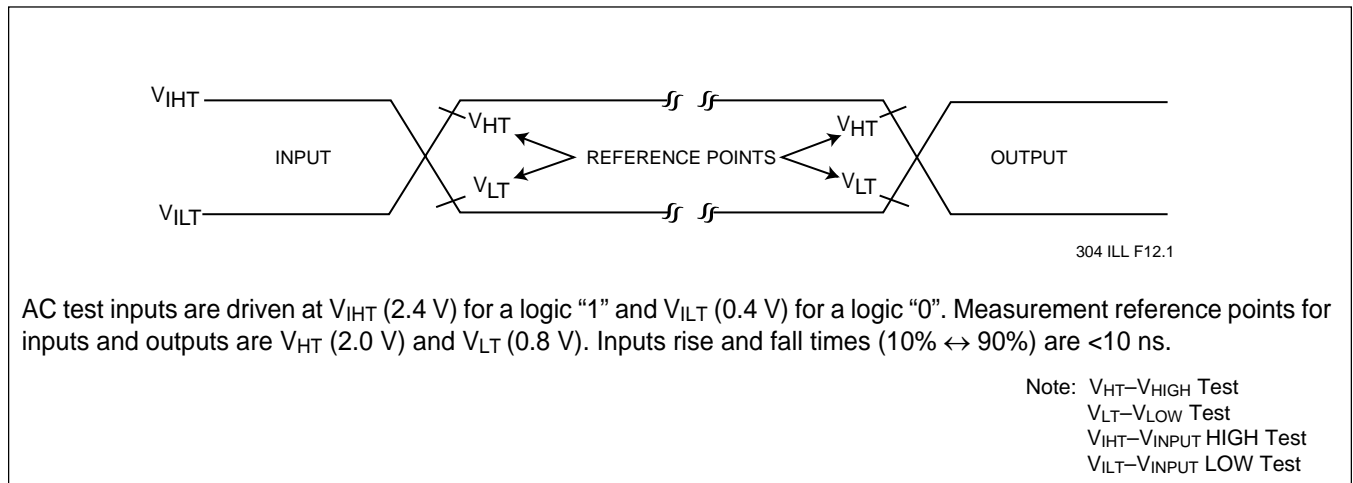 VIHT
VHT
VHT
INPUT
REFERENCE POINTS
OUTPUT
VLT
VLT
VILT
304 ILL F12.1
AC test inputs are driven at VIHT (2.4 V) for a logic “1” and VILT (0.4 V) for a logic “0”. Measurement reference points for
inputs and outputs are VHT (2.0 V) and VLT (0.8 V). Inputs rise and fall times (10% ↔ 90%) are <10 ns.
Note: VHT–VHIGH Test
VLT–VLOW Test
VIHT–VINPUT HIGH Test
VILT–VINPUT LOW Test